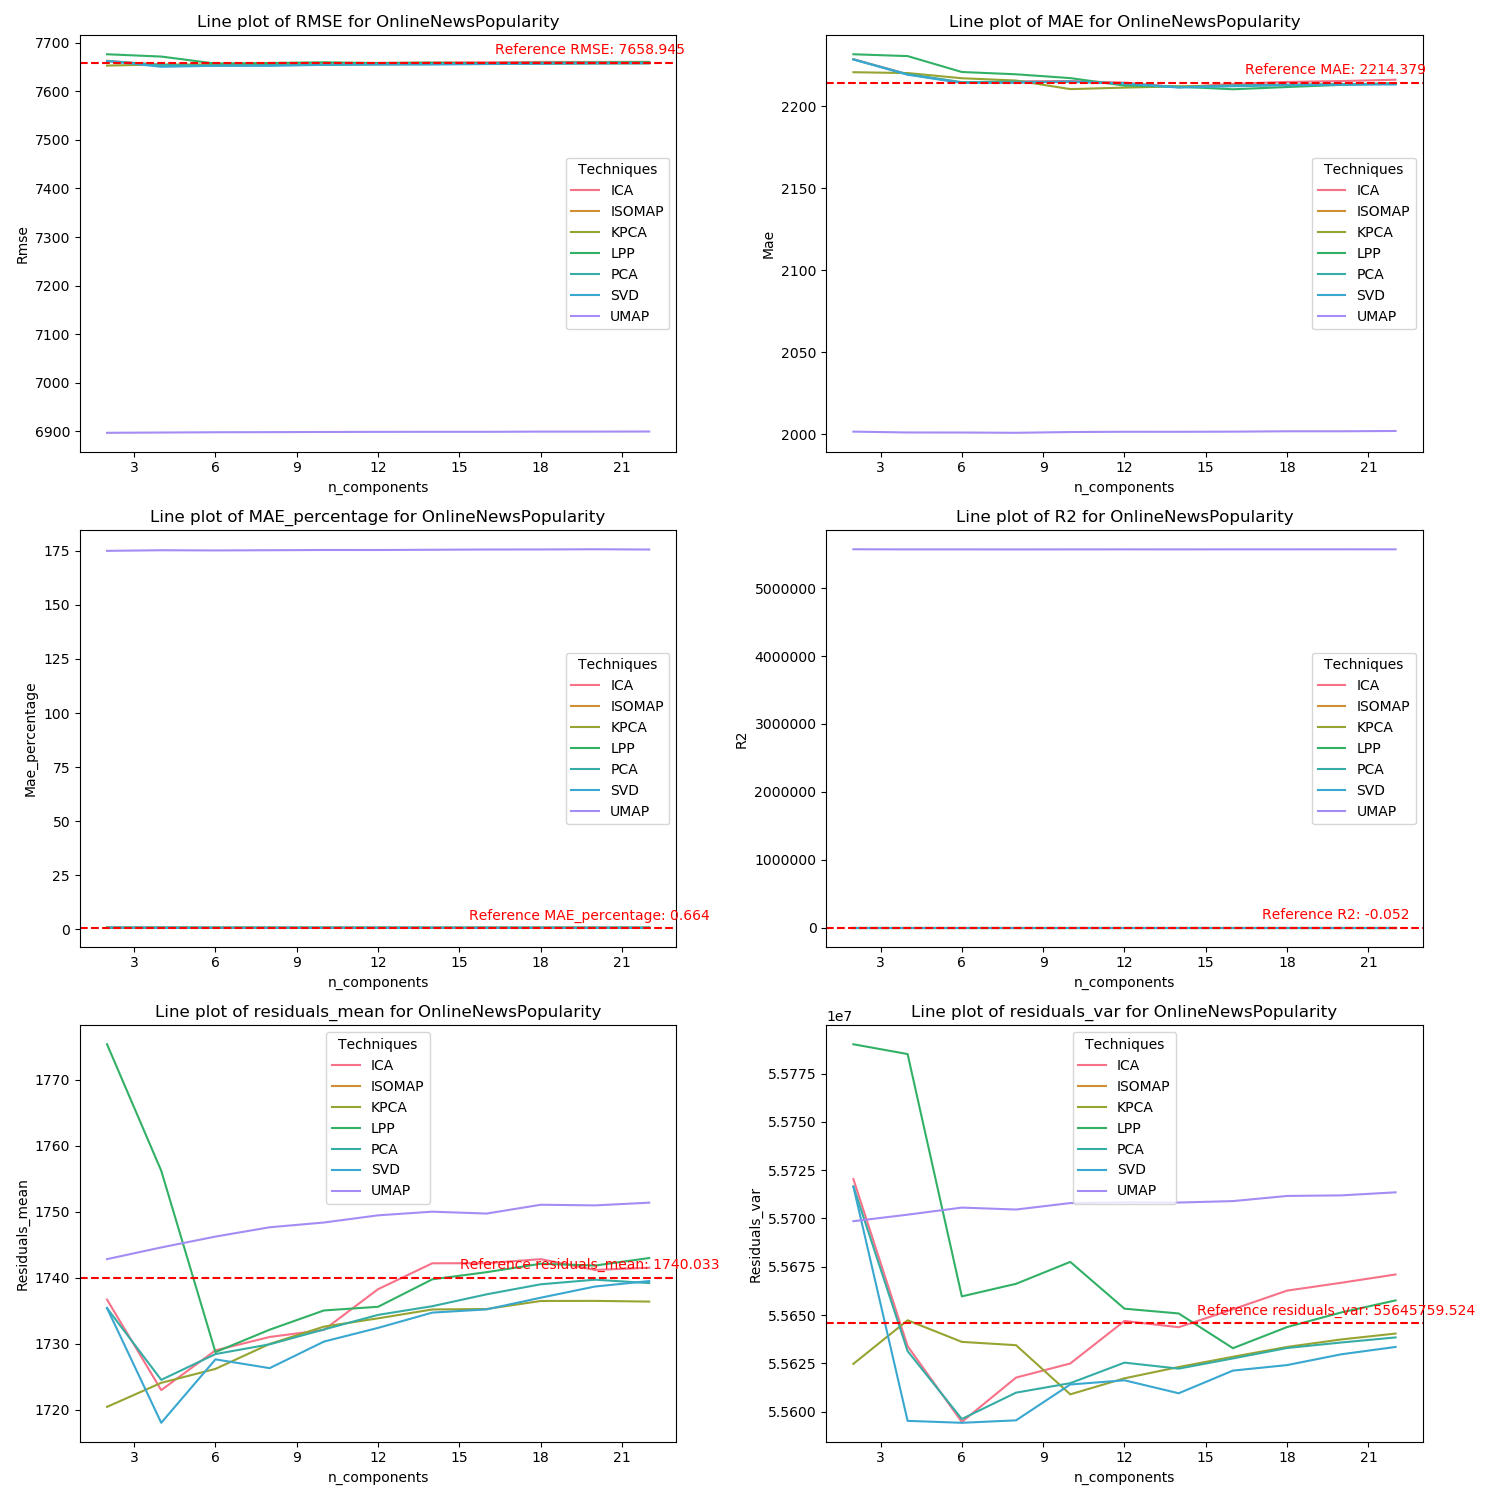 Line plot of RMSE for OnlineNewsPopularity
7700
7600
7500
7400
7300
7200
7100
7000
6900
Rmse
Reference RMSE: 7658.945
Techniques
ICA
ISOMAP
KPCA
LPP
PCA
SVD
UMAP
3 6 9 12 15 18 21
n_components
Line plot of MAE for OnlineNewsPopularity
2200
2150
2100
2050
2000
Mae
Reference MAE: 2214.379
Techniques
ICA
ISOMAP
KPCA
LPP
PCA
SVD
UMAP
3 6 9 12 15 18 21
n_components
Line plot of MAE_percentage for OnlineNewsPopularity
175
150
125
100
75
50
25
0
Mae_percentage
Techniques
ICA
ISOMAP
KPCA
LPP
PCA
SVD
UMAP
Reference MAE_percentage: 0.664
3 6 9 12 15 18 21
n_components
Line plot of R2 for OnlineNewsPopularity
5000000
4000000
3000000
2000000
1000000
0
R2
Techniques
ICA
ISOMAP
KPCA
LPP
PCA
SVD
UMAP
Reference R2: -0.052
3 6 9 12 15 18 21
n_components
Line plot of residuals_mean for OnlineNewsPopularity
1770
1760
1750
1740
1730
1720
Residuals_mean
Techniques
ICA
ISOMAP
KPCA
LPP
PCA
SVD
UMAP
Reference residuals_mean: 1740.033
3 6 9 12 15 18 21
n_components
Line plot of residuals_var for OnlineNewsPopularity
1e7
5.5775
5.5750
5.5725
5.5700
5.5675
5.5650
5.5625
5.5600
Residuals_var
Techniques
ICA
ISOMAP
KPCA
LPP
PCA
SVD
UMAP
Reference residuals_var: 55645759.524
3 6 9 12 15 18 21
n_components